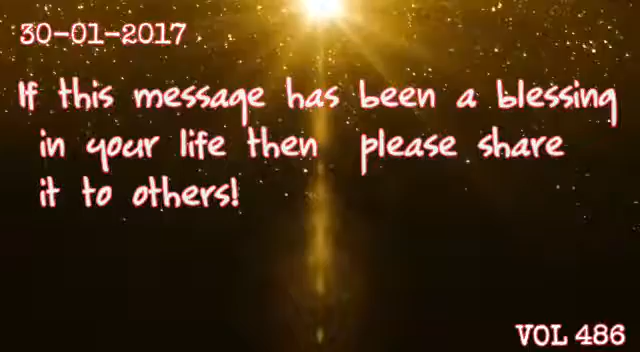 30-01-2017
If this message has been a blessing
in your life then please share
it to others!
VOL 486